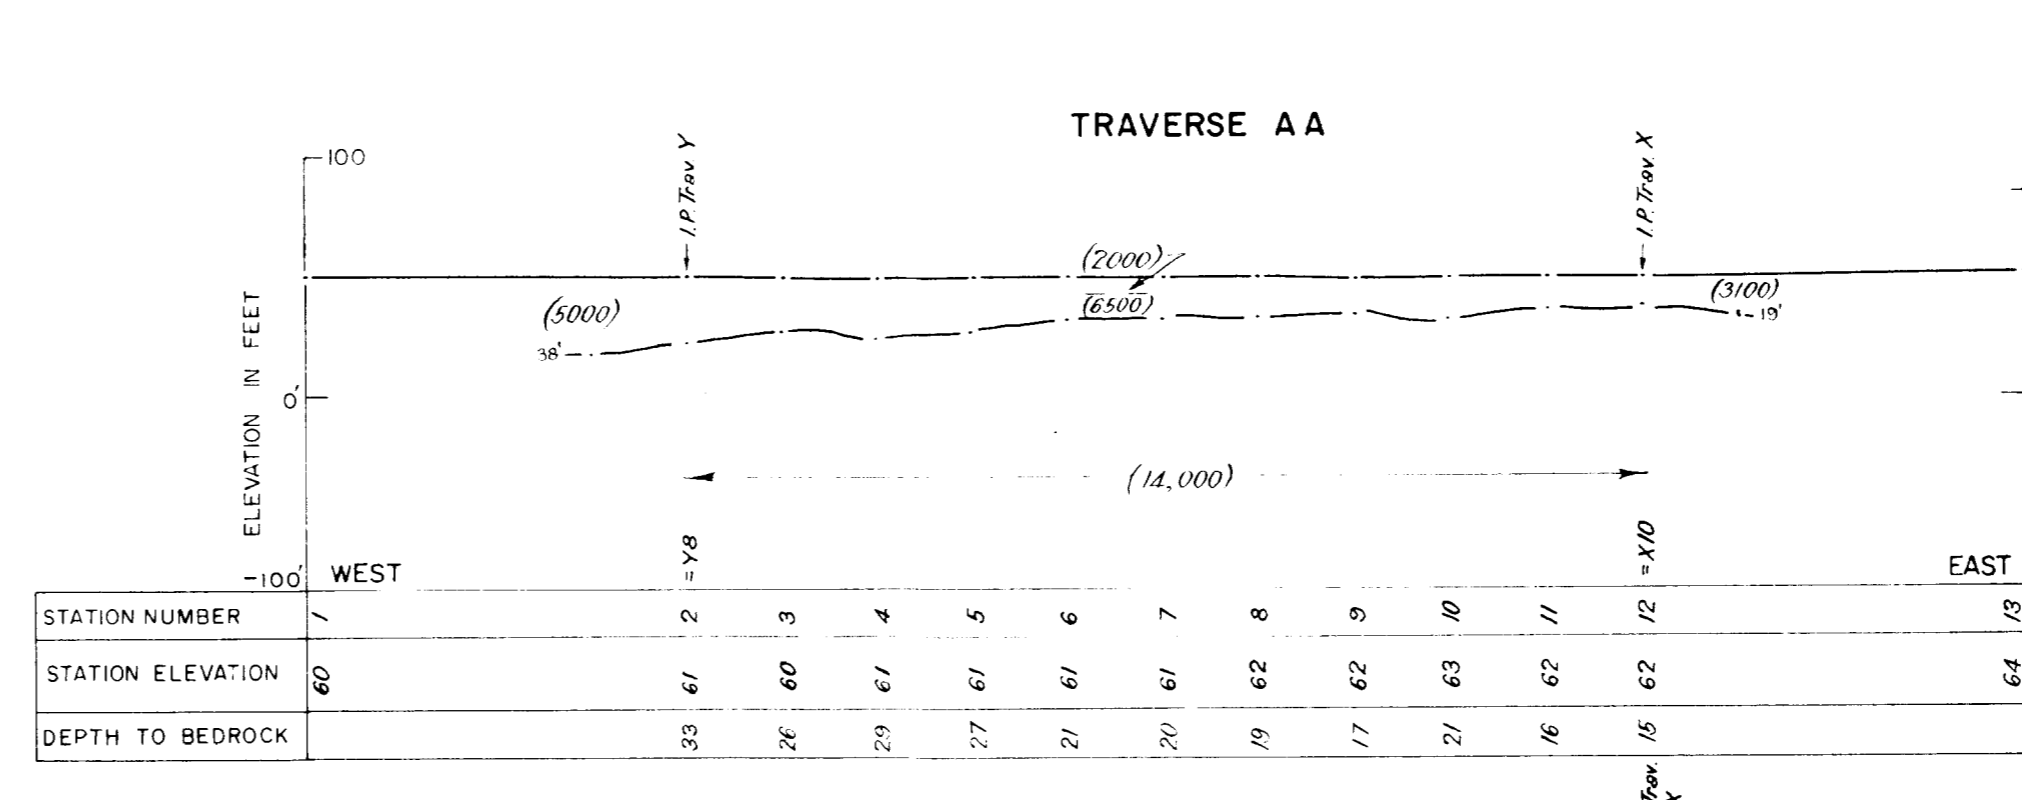 TRAVERSE AA
100
I.P. Trav. Y
I.P. Trav. X
(2000)
(5000)
(6500)
(3100)
38'
19'
ELEVATION IN FEET
0'
(14,000)
=Y8
=X10
-100'
WEST
EAST
STATION NUMBER 1 2 3 4 5 6 7 8 9 10 11 12 13
STATION ELEVATION 60 61 60 61 61 61 61 62 62 63 62 62 64
DEPTH TO BEDROCK 33 26 29 27 21 20 19 17 21 16 15
Trav.
X